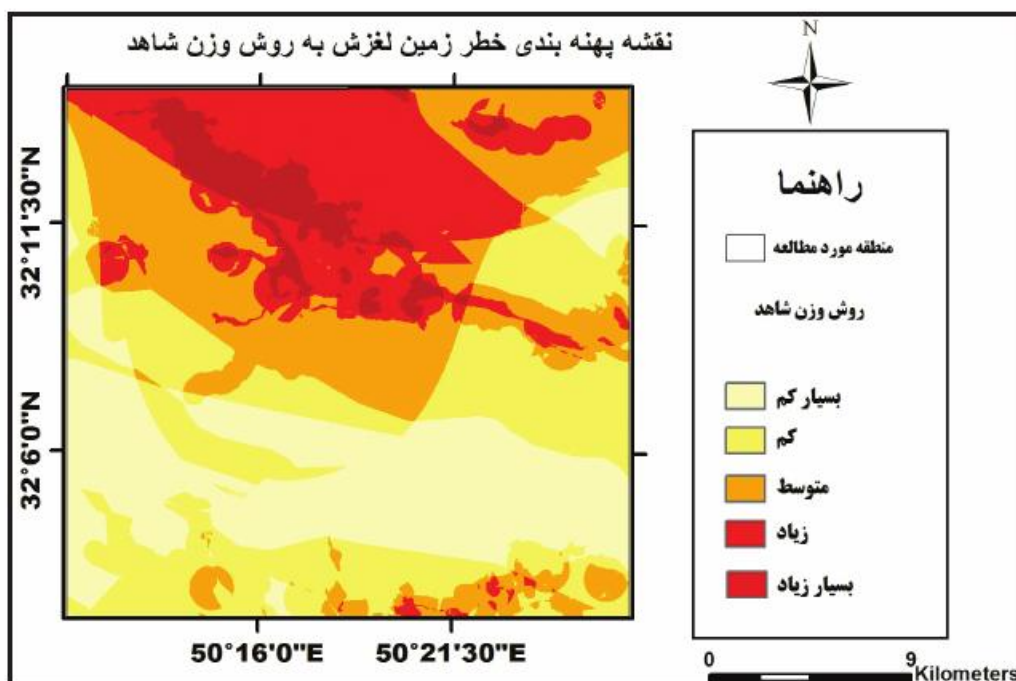 نقشه پهنه بندی خطر زمین لغزش به روش وزن شاهد
N
32°11'30"N
32°6'0"N
50°16'0"E
50°21'30"E
راهنما
منطقه مورد مطالعه
روش وزن شاهد
بسیار کم
کم
متوسط
زیاد
بسیار زیاد
0
9
Kilometers